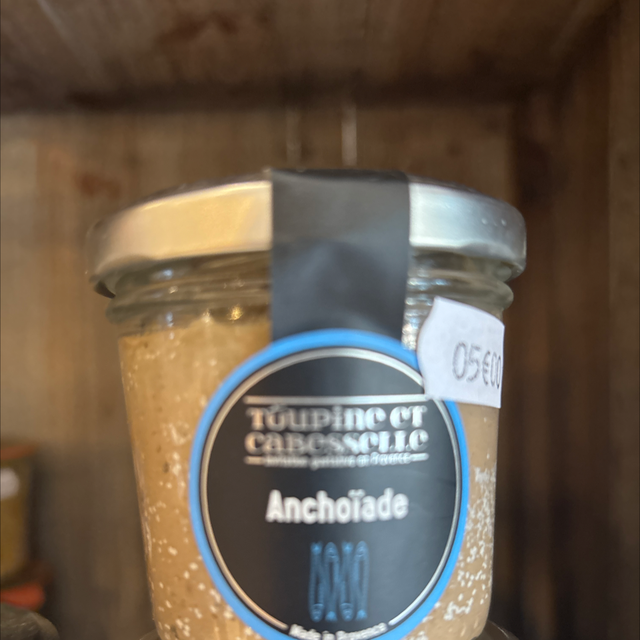 05€00
TOUPINE ET
CABESSELLE
Anchoïade
Made in Provence